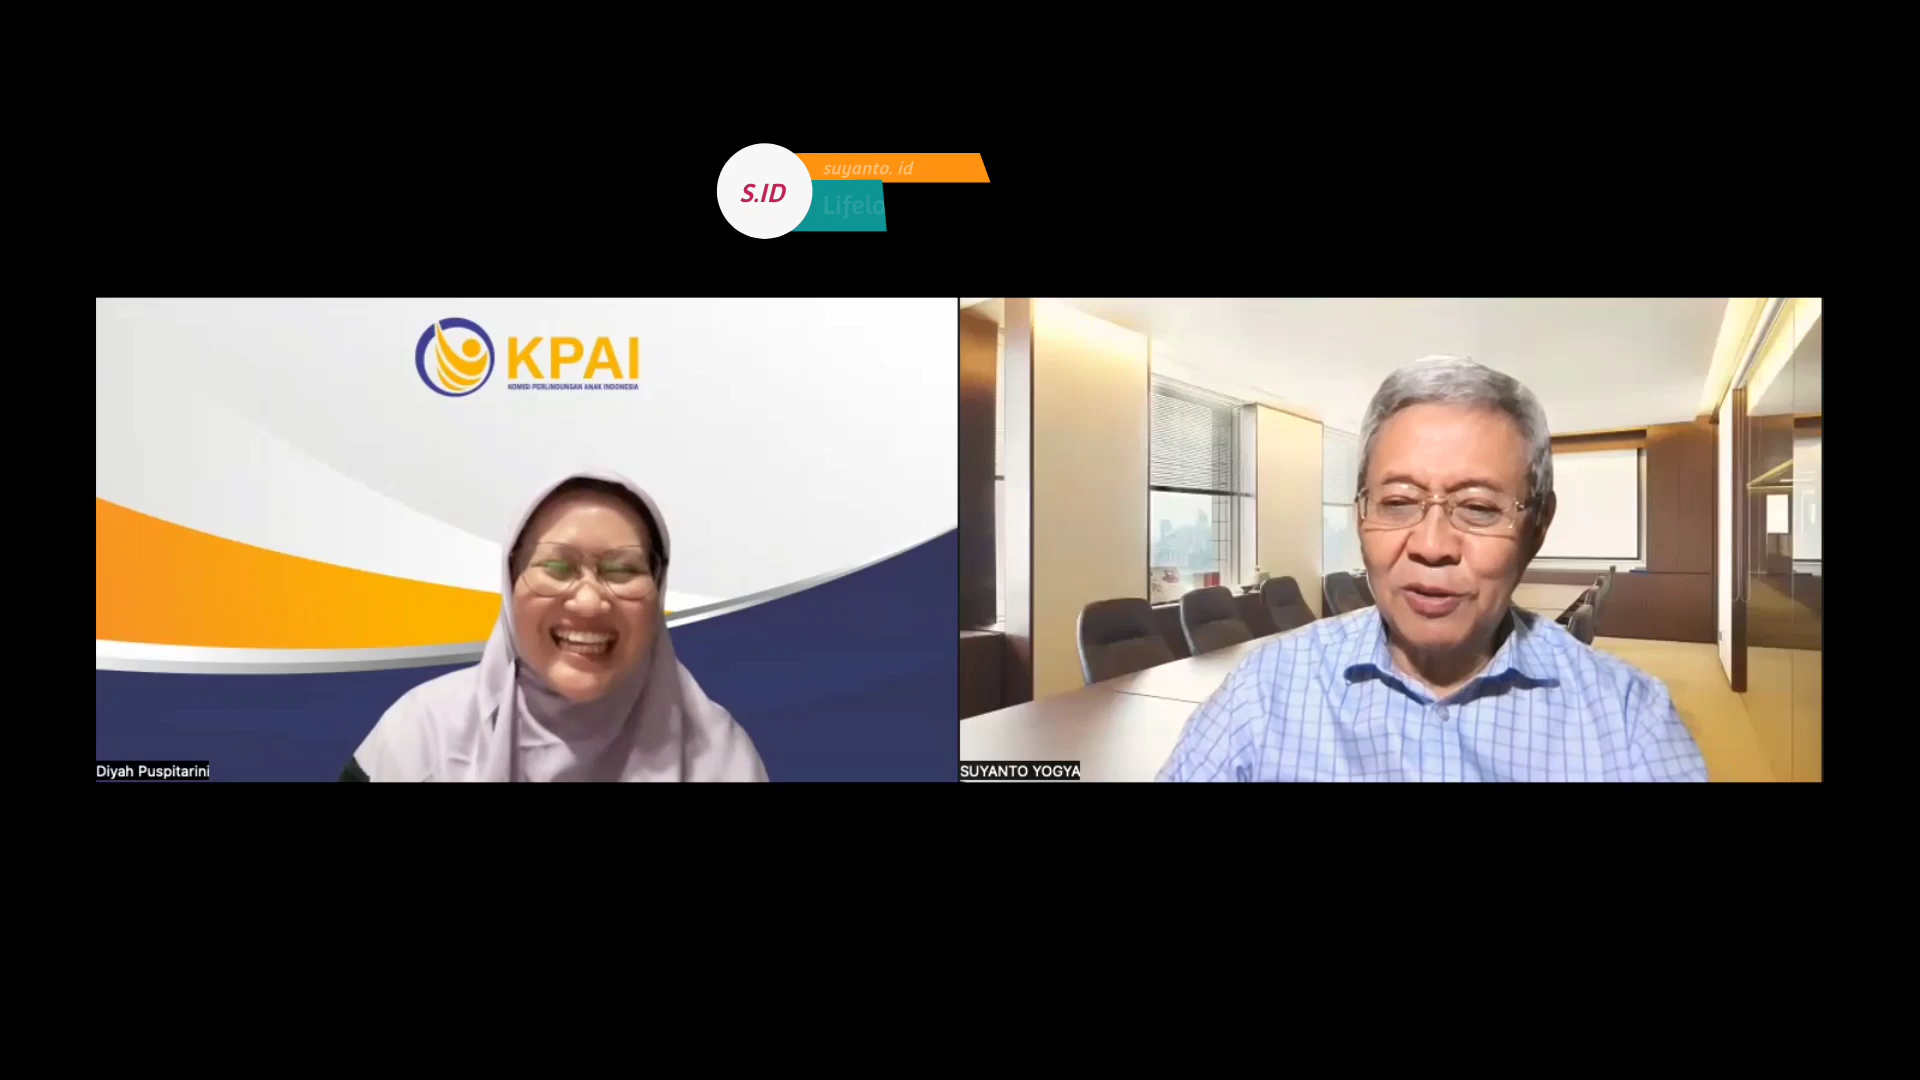 S.ID
suyanto. id
Lifelo
KPAI
KOMISI PERLINDUNGAN ANAK INDONESIA
Diyah Puspitarini
SUYANTO YOGYA